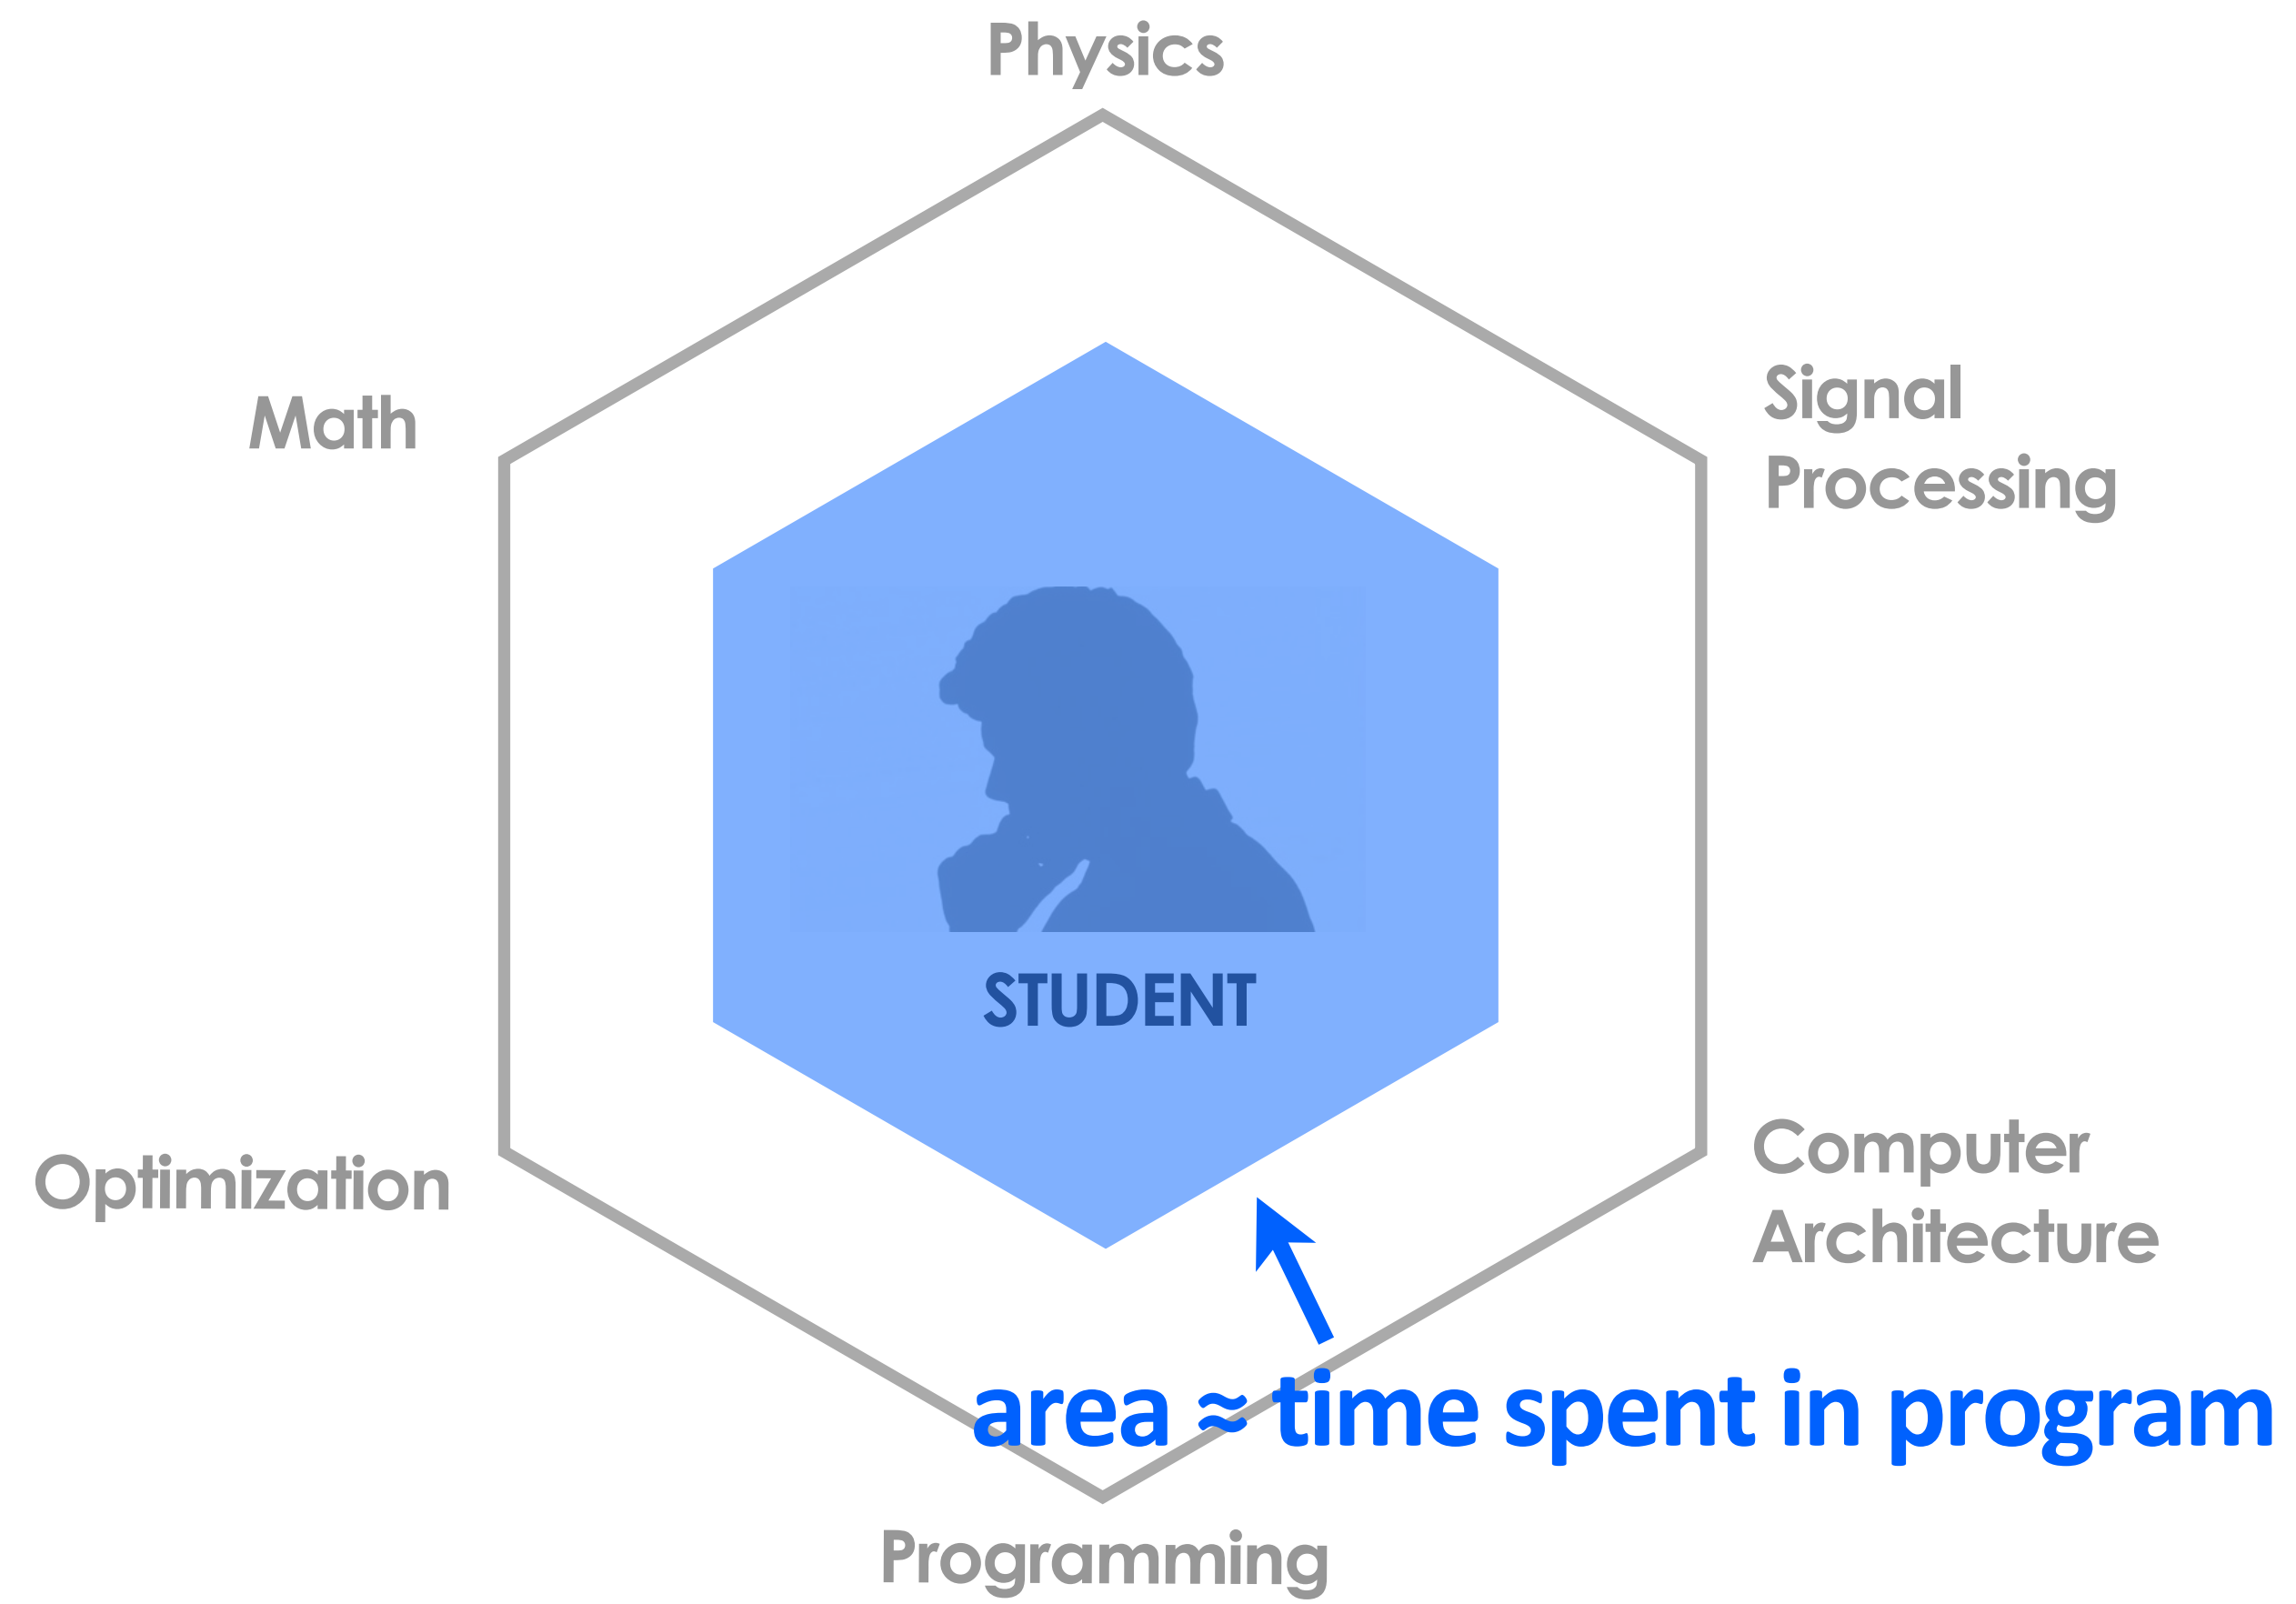 Physics
Math
Signal
Processing
STUDENT
Optimization
Computer
Architecture
area ≈ time spent in program
Programming